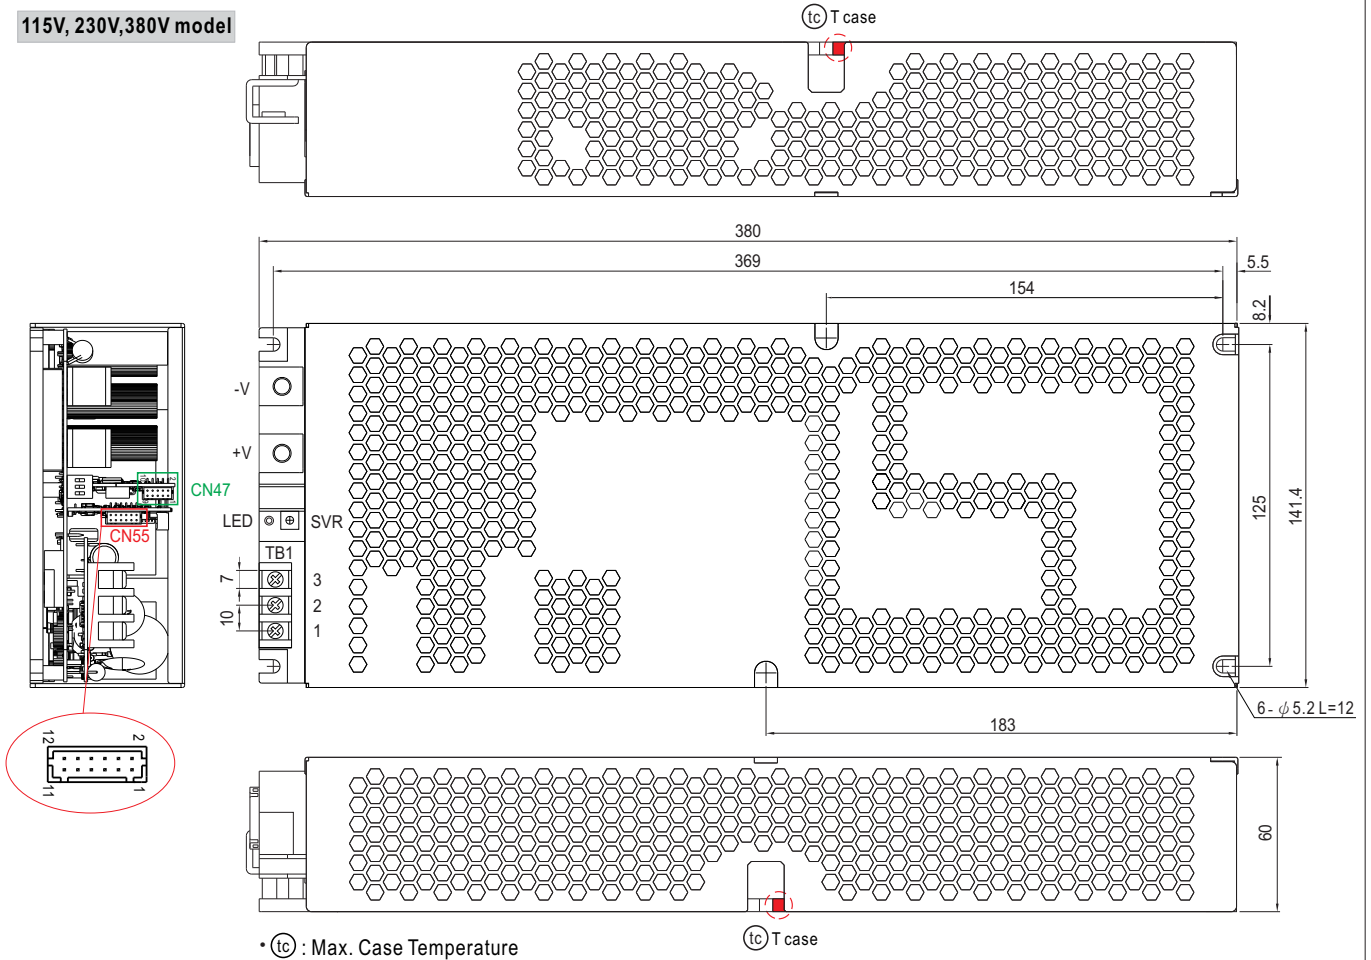 115V, 230V,380V model
tc T case
380
369
5.5
154
8.2
-V
+V
CN47
LED
SVR
CN55
TB1
3
7
2
10
1
125
141.4
6 - ϕ 5.2 L=12
183
12
2
11
1
60
tc T case
• tc : Max. Case Temperature